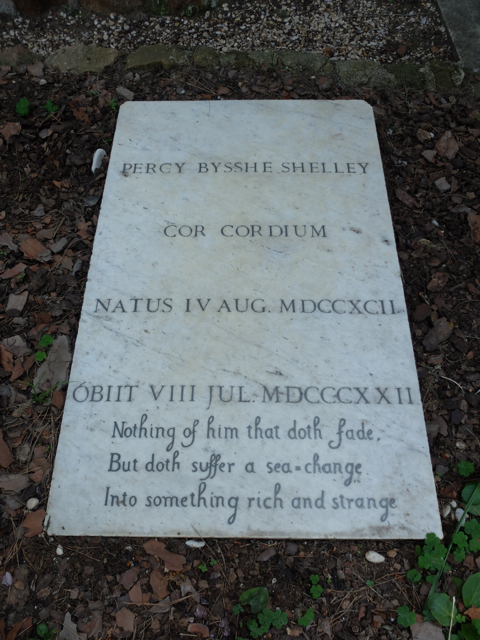 PERCY BYSSHE SHELLEY
COR CORDIUM
NATUS IV AUG. MDCCXCII.
OBIIT VIII JUL. MDCCCXXII
Nothing of him that doth fade,
But doth suffer a sea-change
Into something rich and strange